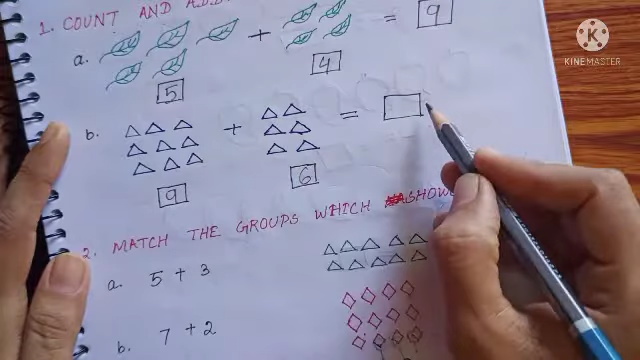 1. COUNT AND ADD
a. + = 9
5 4
b. + =
9 6
2. MATCH THE GROUPS WHICH SHOW
a. 5 + 3
b. 7 + 2
KINEMASTER